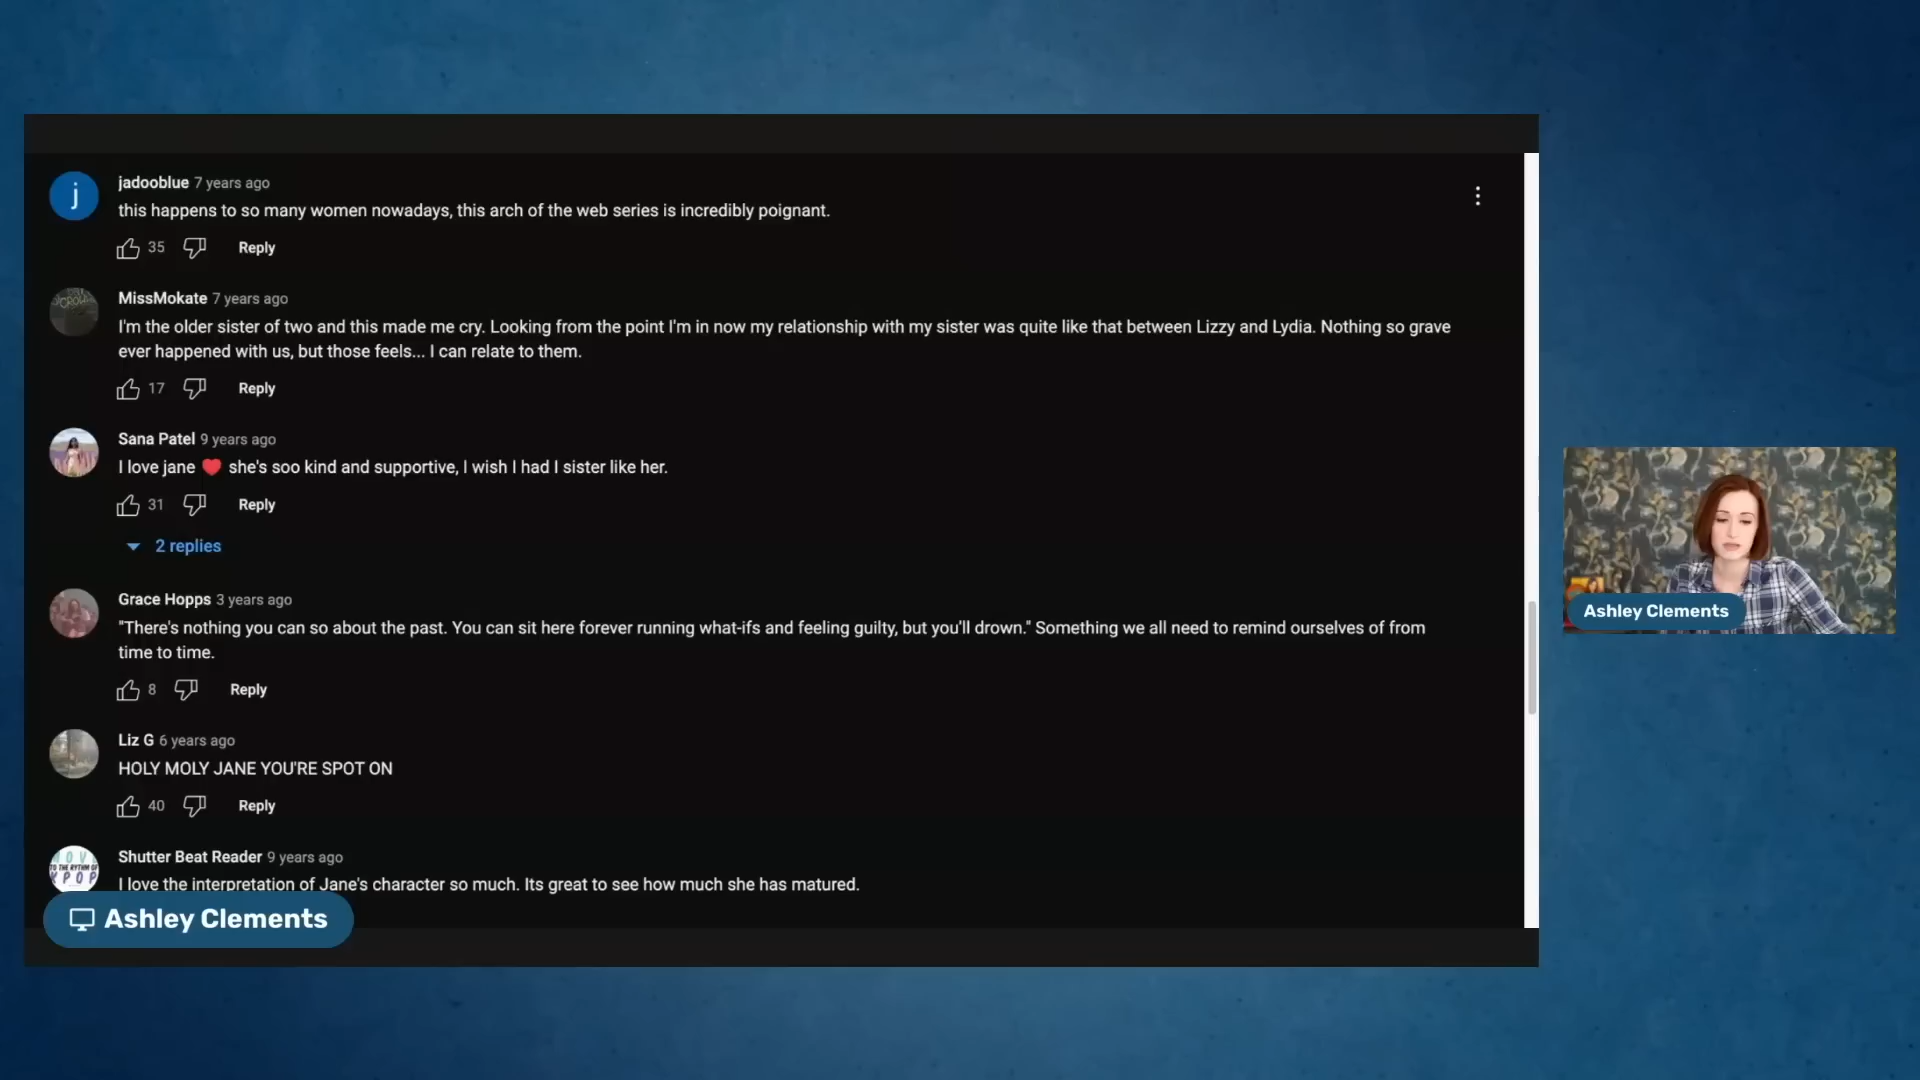 j
jadooblue 7 years ago
this happens to so many women nowadays, this arch of the web series is incredibly poignant.
35 Reply
MissMokate 7 years ago
I'm the older sister of two and this made me cry. Looking from the point I'm in now my relationship with my sister was quite like that between Lizzy and Lydia. Nothing so grave
ever happened with us, but those feels... I can relate to them.
17 Reply
Sana Patel 9 years ago
I love jane ❤ she's soo kind and supportive, I wish I had I sister like her.
31 Reply
2 replies
Grace Hopps 3 years ago
"There's nothing you can so about the past. You can sit here forever running what-ifs and feeling guilty, but you'll drown." Something we all need to remind ourselves of from
time to time.
8 Reply
Liz G 6 years ago
HOLY MOLY JANE YOU'RE SPOT ON
40 Reply
Shutter Beat Reader 9 years ago
I love the interpretation of Jane's character so much. Its great to see how much she has matured.
Ashley Clements
Ashley Clements